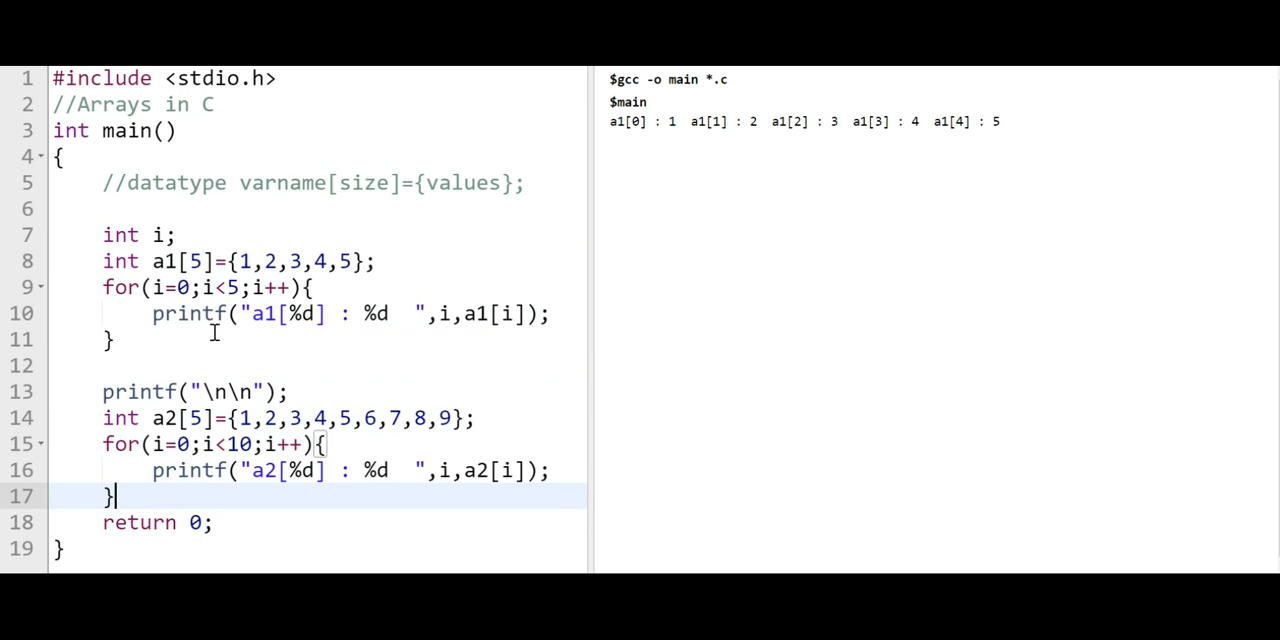 1 #include <stdio.h>
2 //Arrays in C
3 int main()
4 {
5 //datatype varname[size]={values};
6
7 int i;
8 int a1[5]={1,2,3,4,5};
9 for(i=0;i<5;i++){
10 printf("a1[%d] : %d  ",i,a1[i]);
11 }
12
13 printf("\n\n");
14 int a2[5]={1,2,3,4,5,6,7,8,9};
15 for(i=0;i<10;i++){
16 printf("a2[%d] : %d  ",i,a2[i]);
17 }
18 return 0;
19 }
$gcc -o main *.c
$main
a1[0] : 1  a1[1] : 2  a1[2] : 3  a1[3] : 4  a1[4] : 5